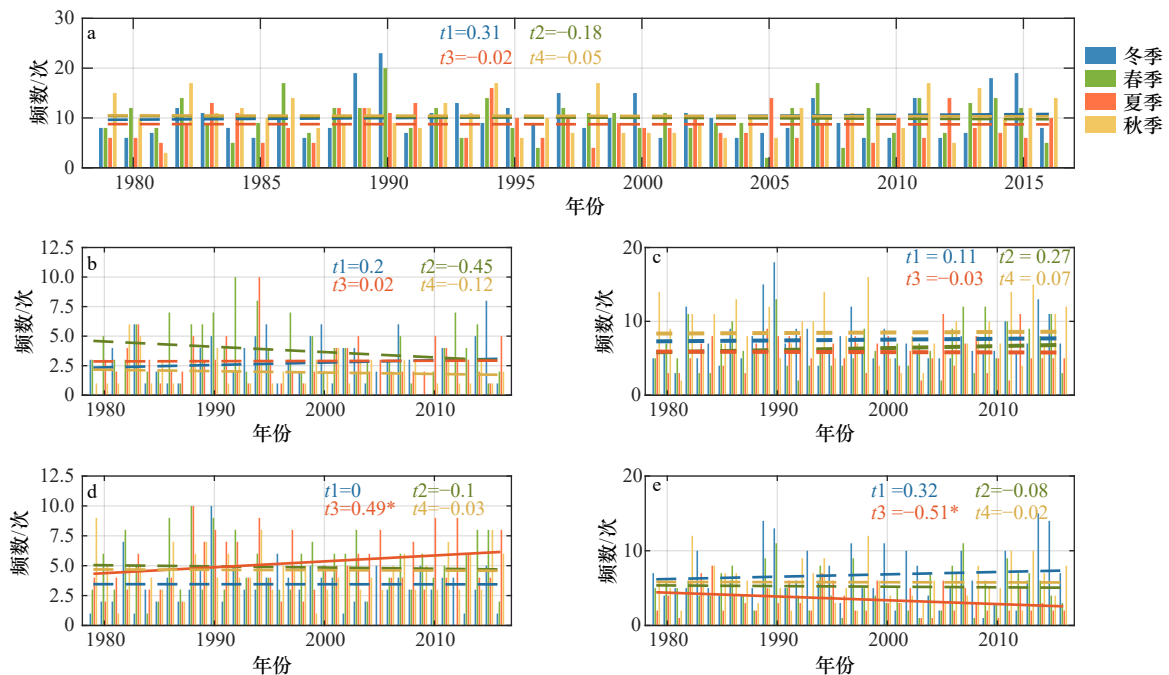 a
t1=0.31 t2=−0.18
t3=−0.02 t4=−0.05
30
20
10
0
频数/次
1980 1985 1990 1995 2000 2005 2010 2015
年份
冬季
春季
夏季
秋季
b
t1=0.2 t2=−0.45
t3=0.02 t4=−0.12
12.5
10.0
7.5
5.0
2.5
0
频数/次
1980 1990 2000 2010
年份
c
t1 = 0.11 t2 = 0.27
t3 = −0.03 t4 = 0.07
20
10
0
频数/次
1980 1990 2000 2010
年份
d
t1=0 t2=−0.1
t3=0.49* t4=−0.03
12.5
10.0
7.5
5.0
2.5
0
频数/次
1980 1990 2000 2010
年份
e
t1 = 0.32 t2 = −0.08
t3 = −0.51* t4 = −0.02
20
10
0
频数/次
1980 1990 2000 2010
年份